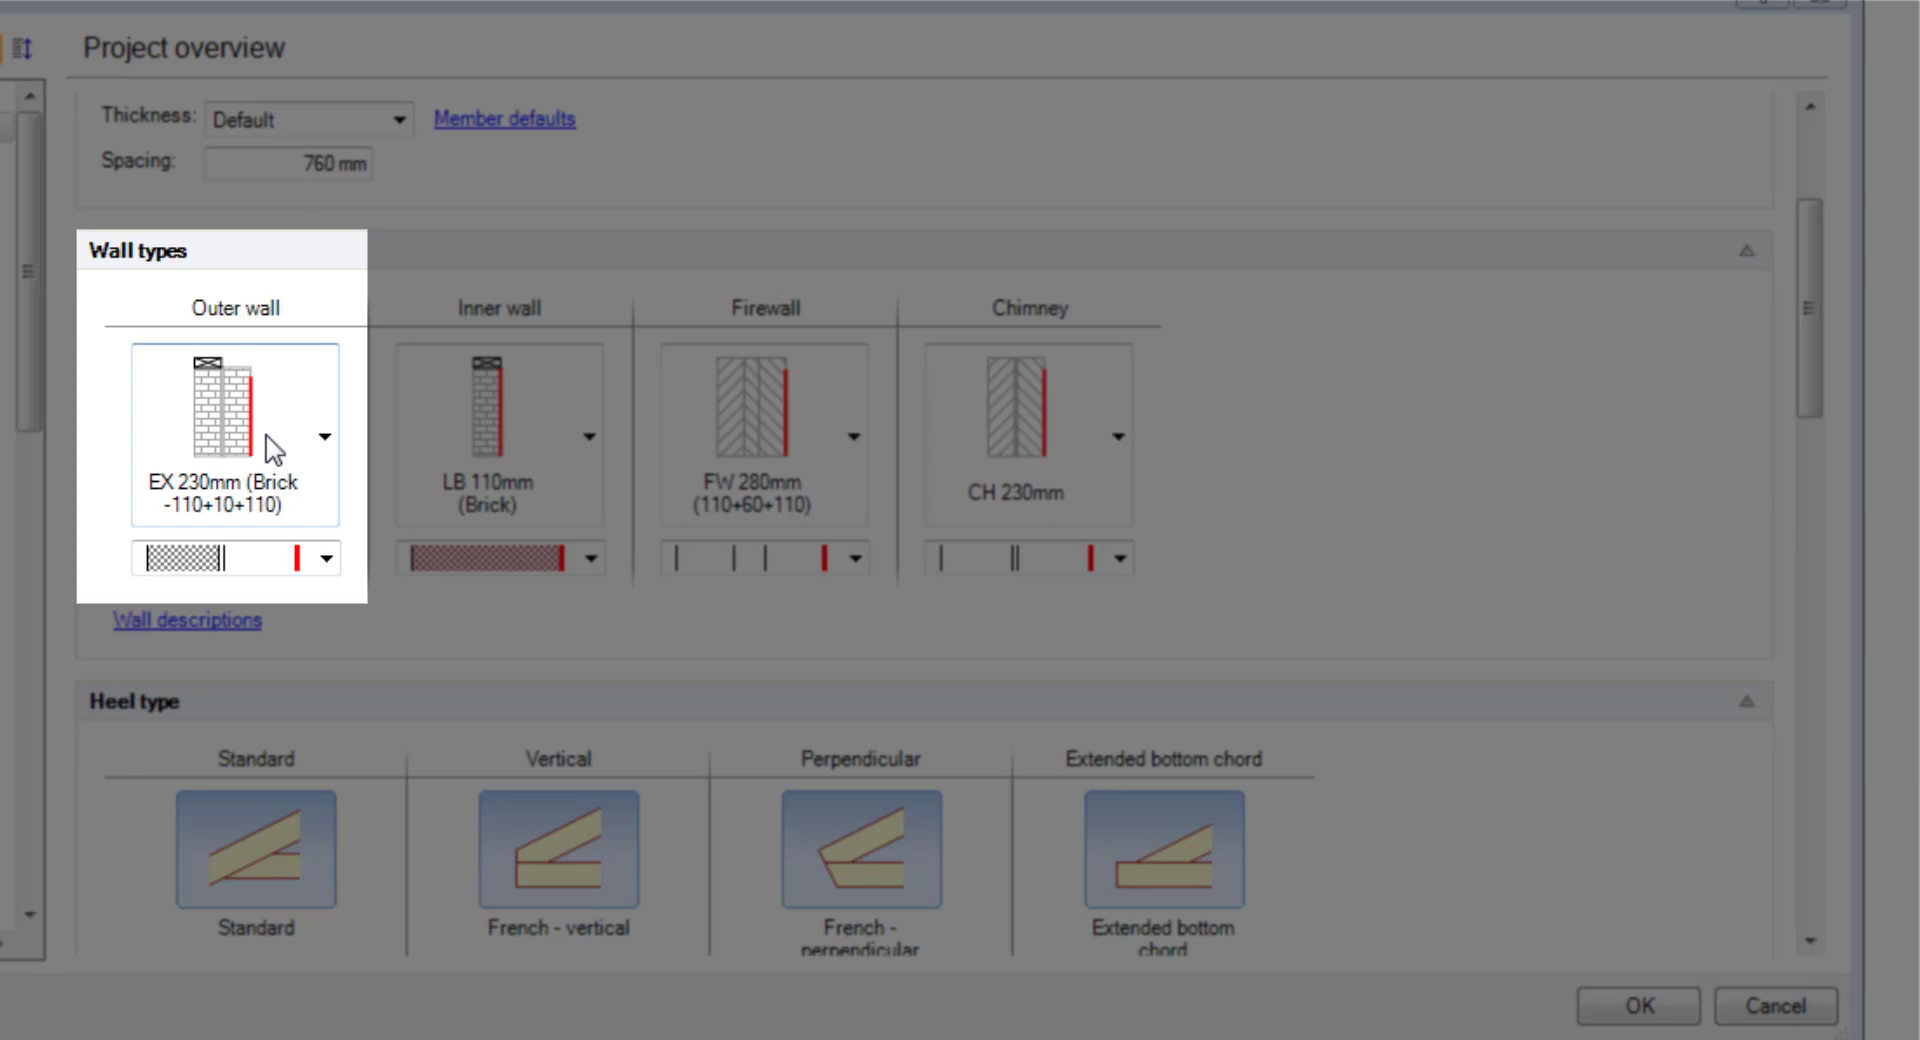 Project overview
Thickness: Default Member defaults
Spacing: 760 mm
Wall types
Outer wall Inner wall Firewall Chimney
EX 230mm (Brick
-110+10+110)
LB 110mm
(Brick)
FW 280mm
(110+60+110)
CH 230mm
Wall descriptions
Heel type
Standard Vertical Perpendicular Extended bottom chord
Standard
French - vertical
French -
perpendicular
Extended bottom
chord
OK Cancel